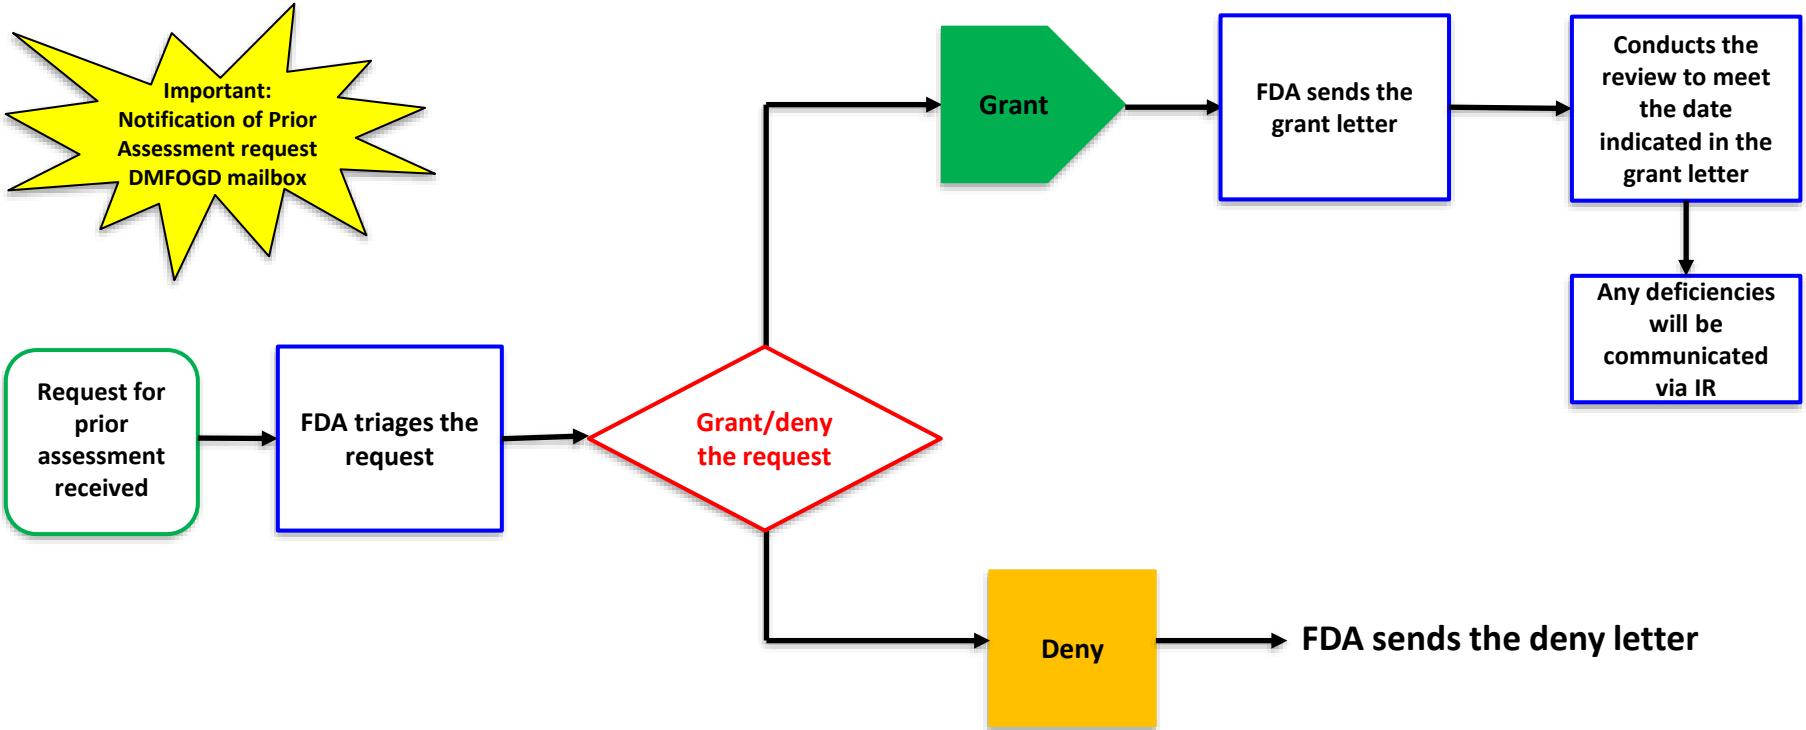 Important:
Notification of Prior
Assessment request
DMFOGD mailbox
Request for
prior
assessment
received
FDA triages the
request
Grant/deny
the request
Grant
FDA sends the
grant letter
Conducts the
review to meet
the date
indicated in the
grant letter
Any deficiencies
will be
communicated
via IR
Deny
FDA sends the deny letter